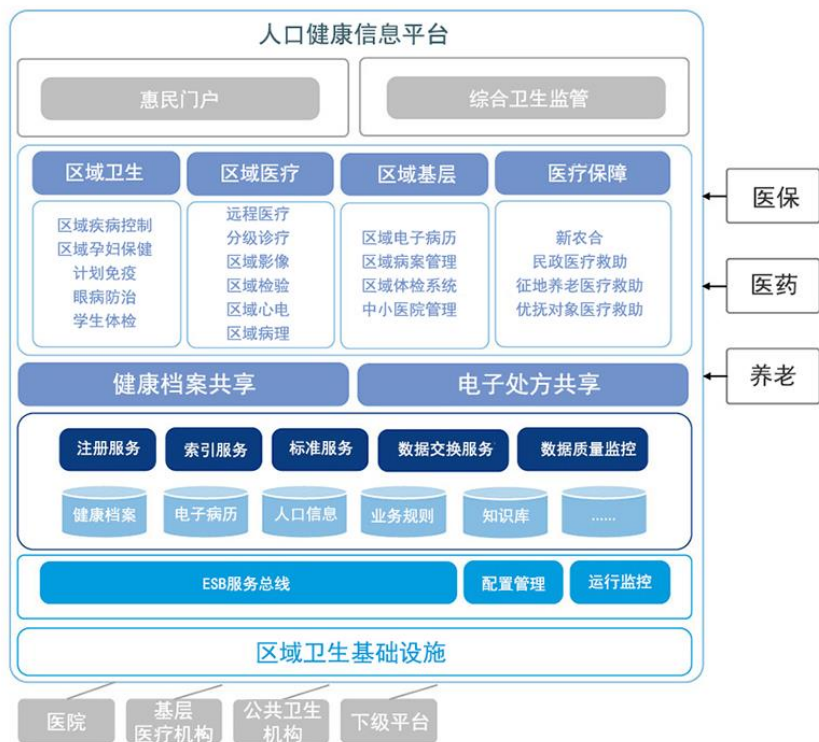 人口健康信息平台
惠民门户
综合卫生监管
区域卫生
区域医疗
区域基层
医疗保障
区域疾病控制
区域孕妇保健
计划免疫
眼病防治
学生体检
远程医疗
分级诊疗
区域影像
区域检验
区域心电
区域病理
区域电子病历
区域病案管理
区域体检系统
中小医院管理
新农合
民政医疗救助
征地养老医疗救助
优抚对象医疗救助
医保
医药
养老
健康档案共享
电子处方共享
注册服务
索引服务
标准服务
数据交换服务
数据质量监控
健康档案
电子病历
人口信息
业务规则
知识库
......
ESB服务总线
配置管理
运行监控
区域卫生基础设施
医院
基层
医疗机构
公共卫生
机构
下级平台